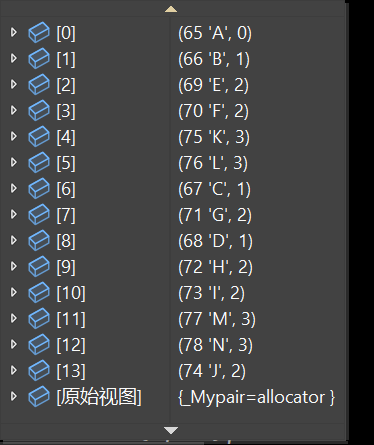 [0] (65 'A', 0)
[1] (66 'B', 1)
[2] (69 'E', 2)
[3] (70 'F', 2)
[4] (75 'K', 3)
[5] (76 'L', 3)
[6] (67 'C', 1)
[7] (71 'G', 2)
[8] (68 'D', 1)
[9] (72 'H', 2)
[10] (73 'I', 2)
[11] (77 'M', 3)
[12] (78 'N', 3)
[13] (74 'J', 2)
[原始视图] {_Mypair=allocator }